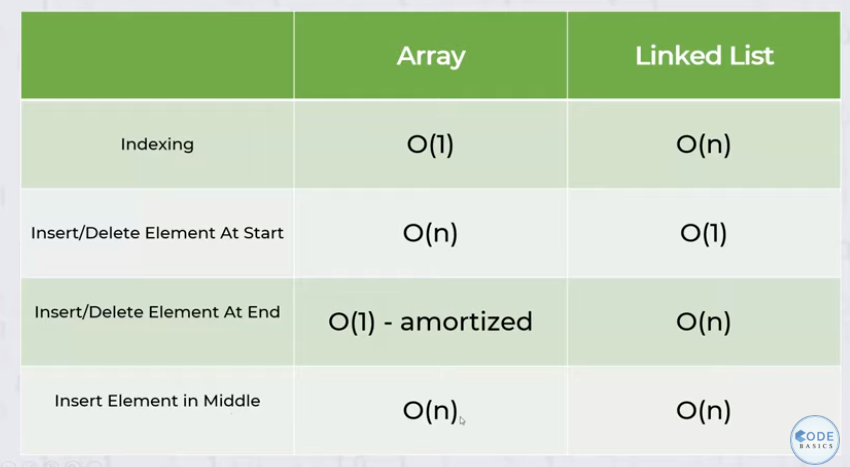 Array Linked List
Indexing O(1) O(n)
Insert/Delete Element At Start O(n) O(1)
Insert/Delete Element At End O(1) - amortized O(n)
Insert Element in Middle O(n) O(n)
CODE
BASICS